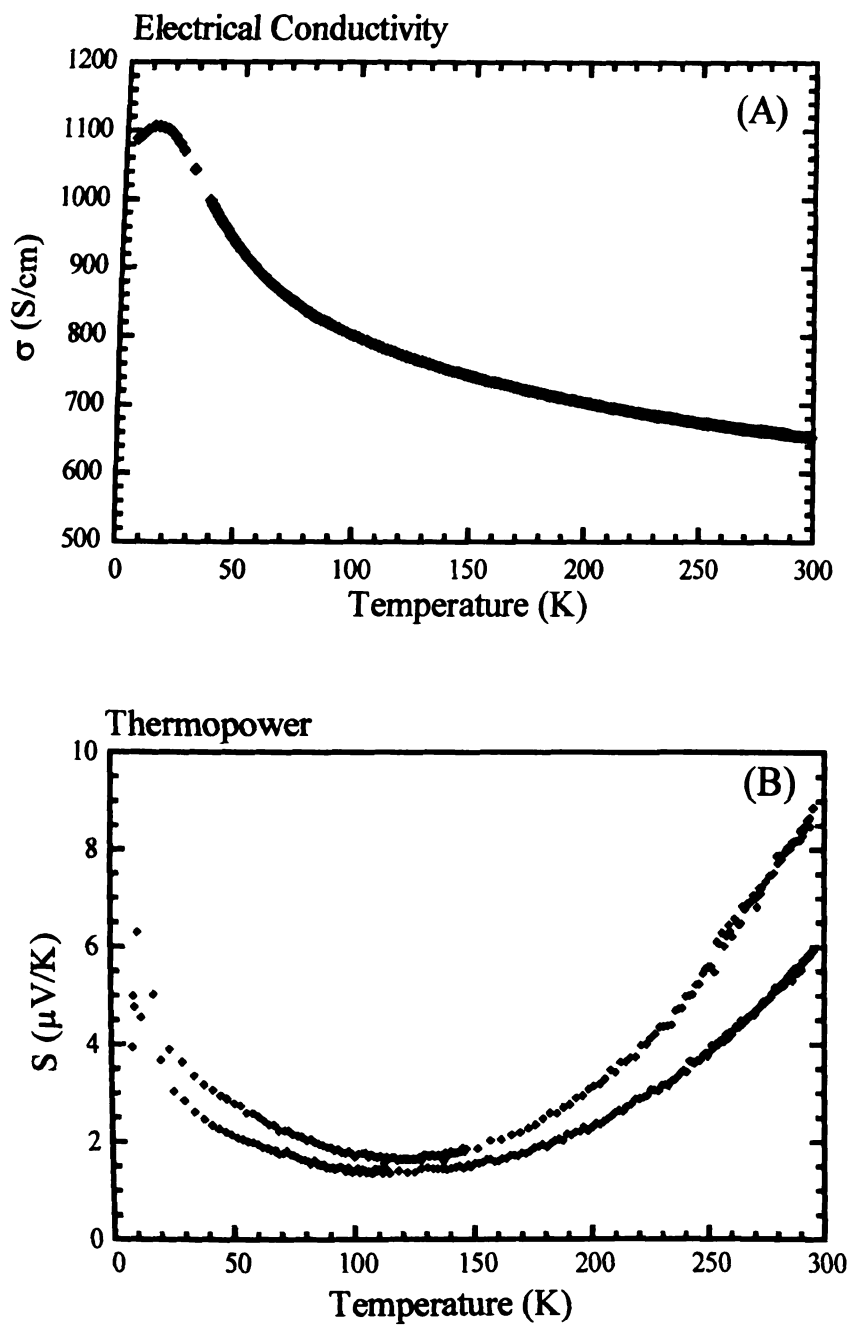 Electrical Conductivity
(A)
1200
1100
1000
900
800
700
600
500
σ (S/cm)
0 50 100 150 200 250 300
Temperature (K)
Thermopower
(B)
10
8
6
4
2
0
S (μV/K)
0 50 100 150 200 250 300
Temperature (K)